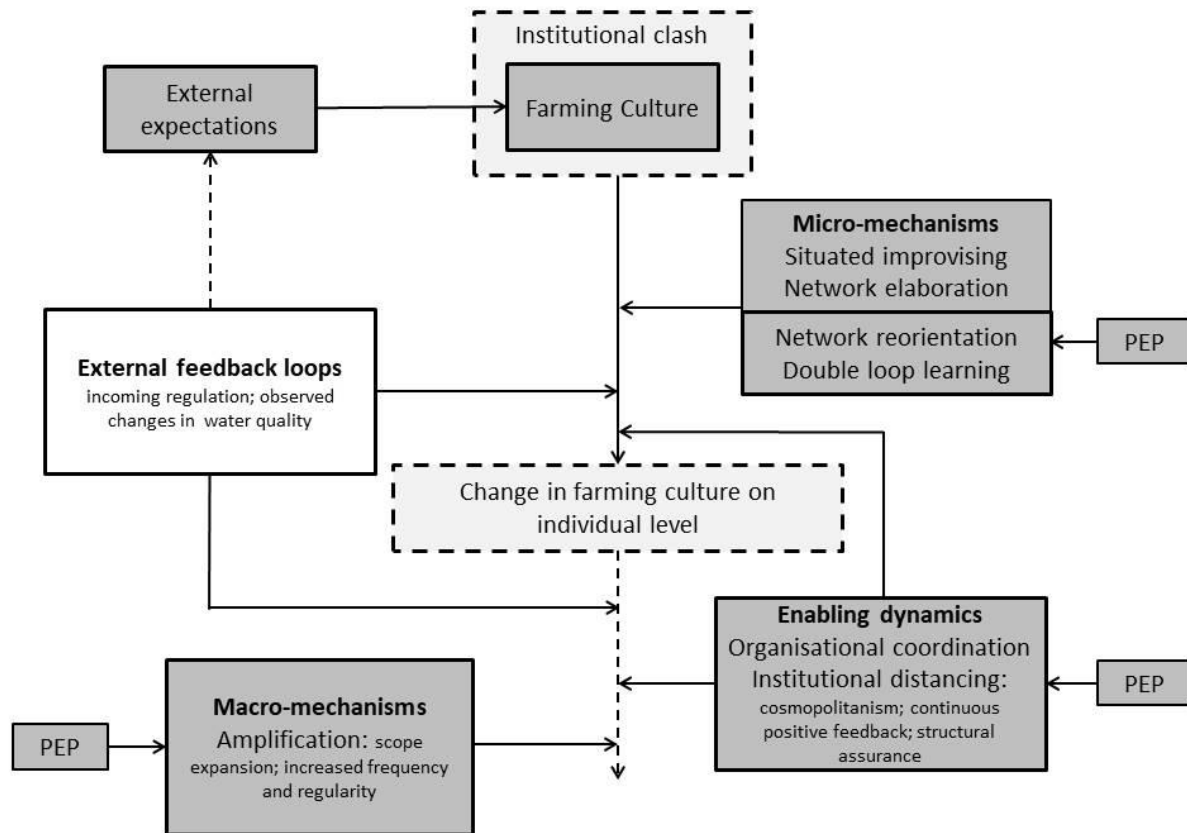 Institutional clash
Farming Culture
External
expectations
Micro-mechanisms
Situated improvising
Network elaboration
Network reorientation
Double loop learning
PEP
External feedback loops
incoming regulation; observed
changes in water quality
Change in farming culture on
individual level
Enabling dynamics
Organisational coordination
Institutional distancing:
cosmopolitanism; continuous
positive feedback; structural
assurance
PEP
Macro-mechanisms
Amplification: scope
expansion; increased frequency
and regularity
PEP